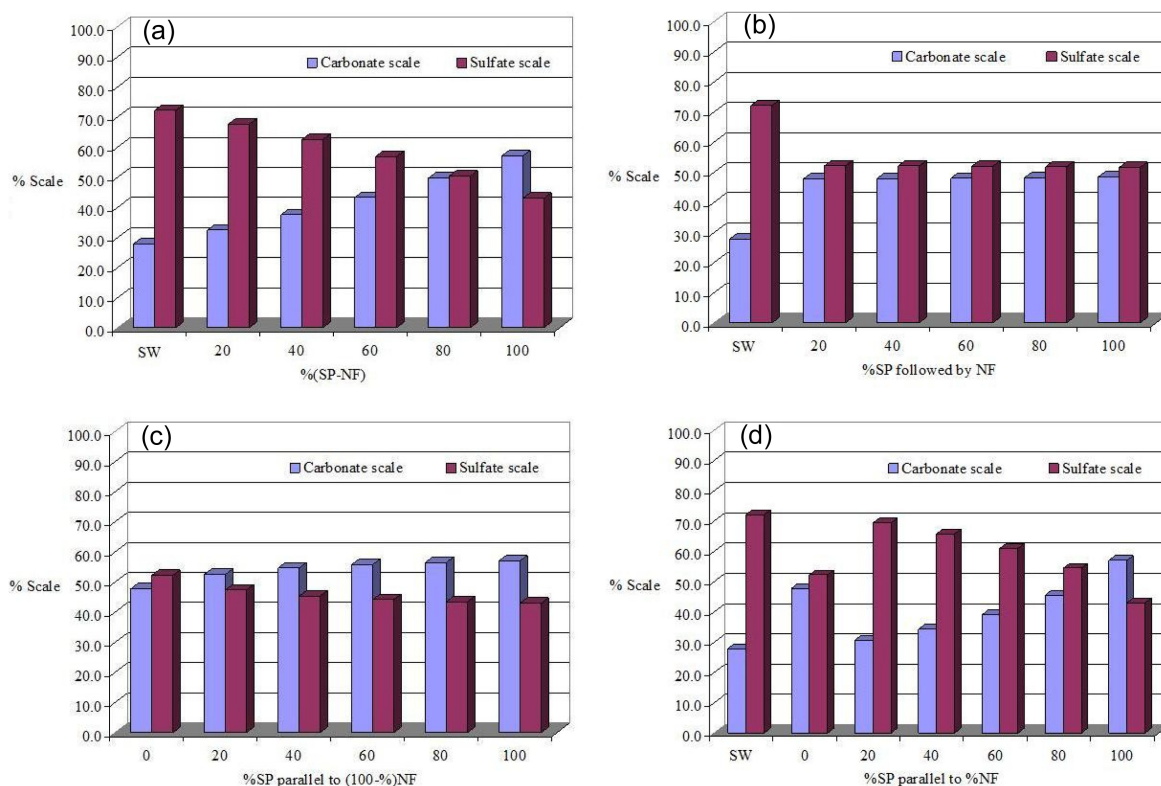 (a)
100.0
90.0
80.0
70.0
60.0
50.0
40.0
30.0
20.0
10.0
0.0
% Scale
Carbonate scale Sulfate scale
SW 20 40 60 80 100
%(SP-NF)
(b)
100.0
90.0
80.0
70.0
60.0
50.0
40.0
30.0
20.0
10.0
0.0
% Scale
Carbonate scale Sulfate scale
SW 20 40 60 80 100
%SP followed by NF
(c)
100.0
90.0
80.0
70.0
60.0
50.0
40.0
30.0
20.0
10.0
0.0
% Scale
Carbonate scale Sulfate scale
0 20 40 60 80 100
%SP parallel to (100-%)NF
(d)
100.0
90.0
80.0
70.0
60.0
50.0
40.0
30.0
20.0
10.0
0.0
% Scale
Carbonate scale Sulfate scale
SW 0 20 40 60 80 100
%SP parallel to %NF